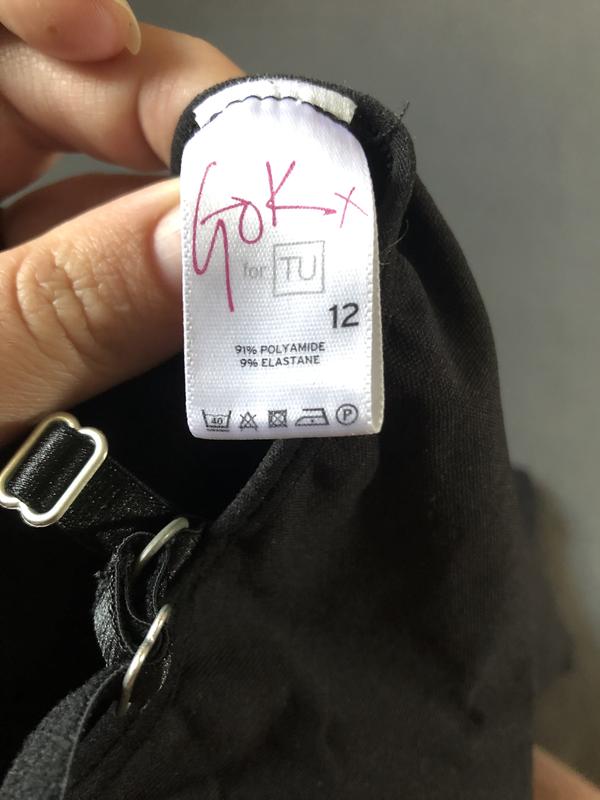 GOK x
for TU
12
91% POLYAMIDE
9% ELASTANE
40 P